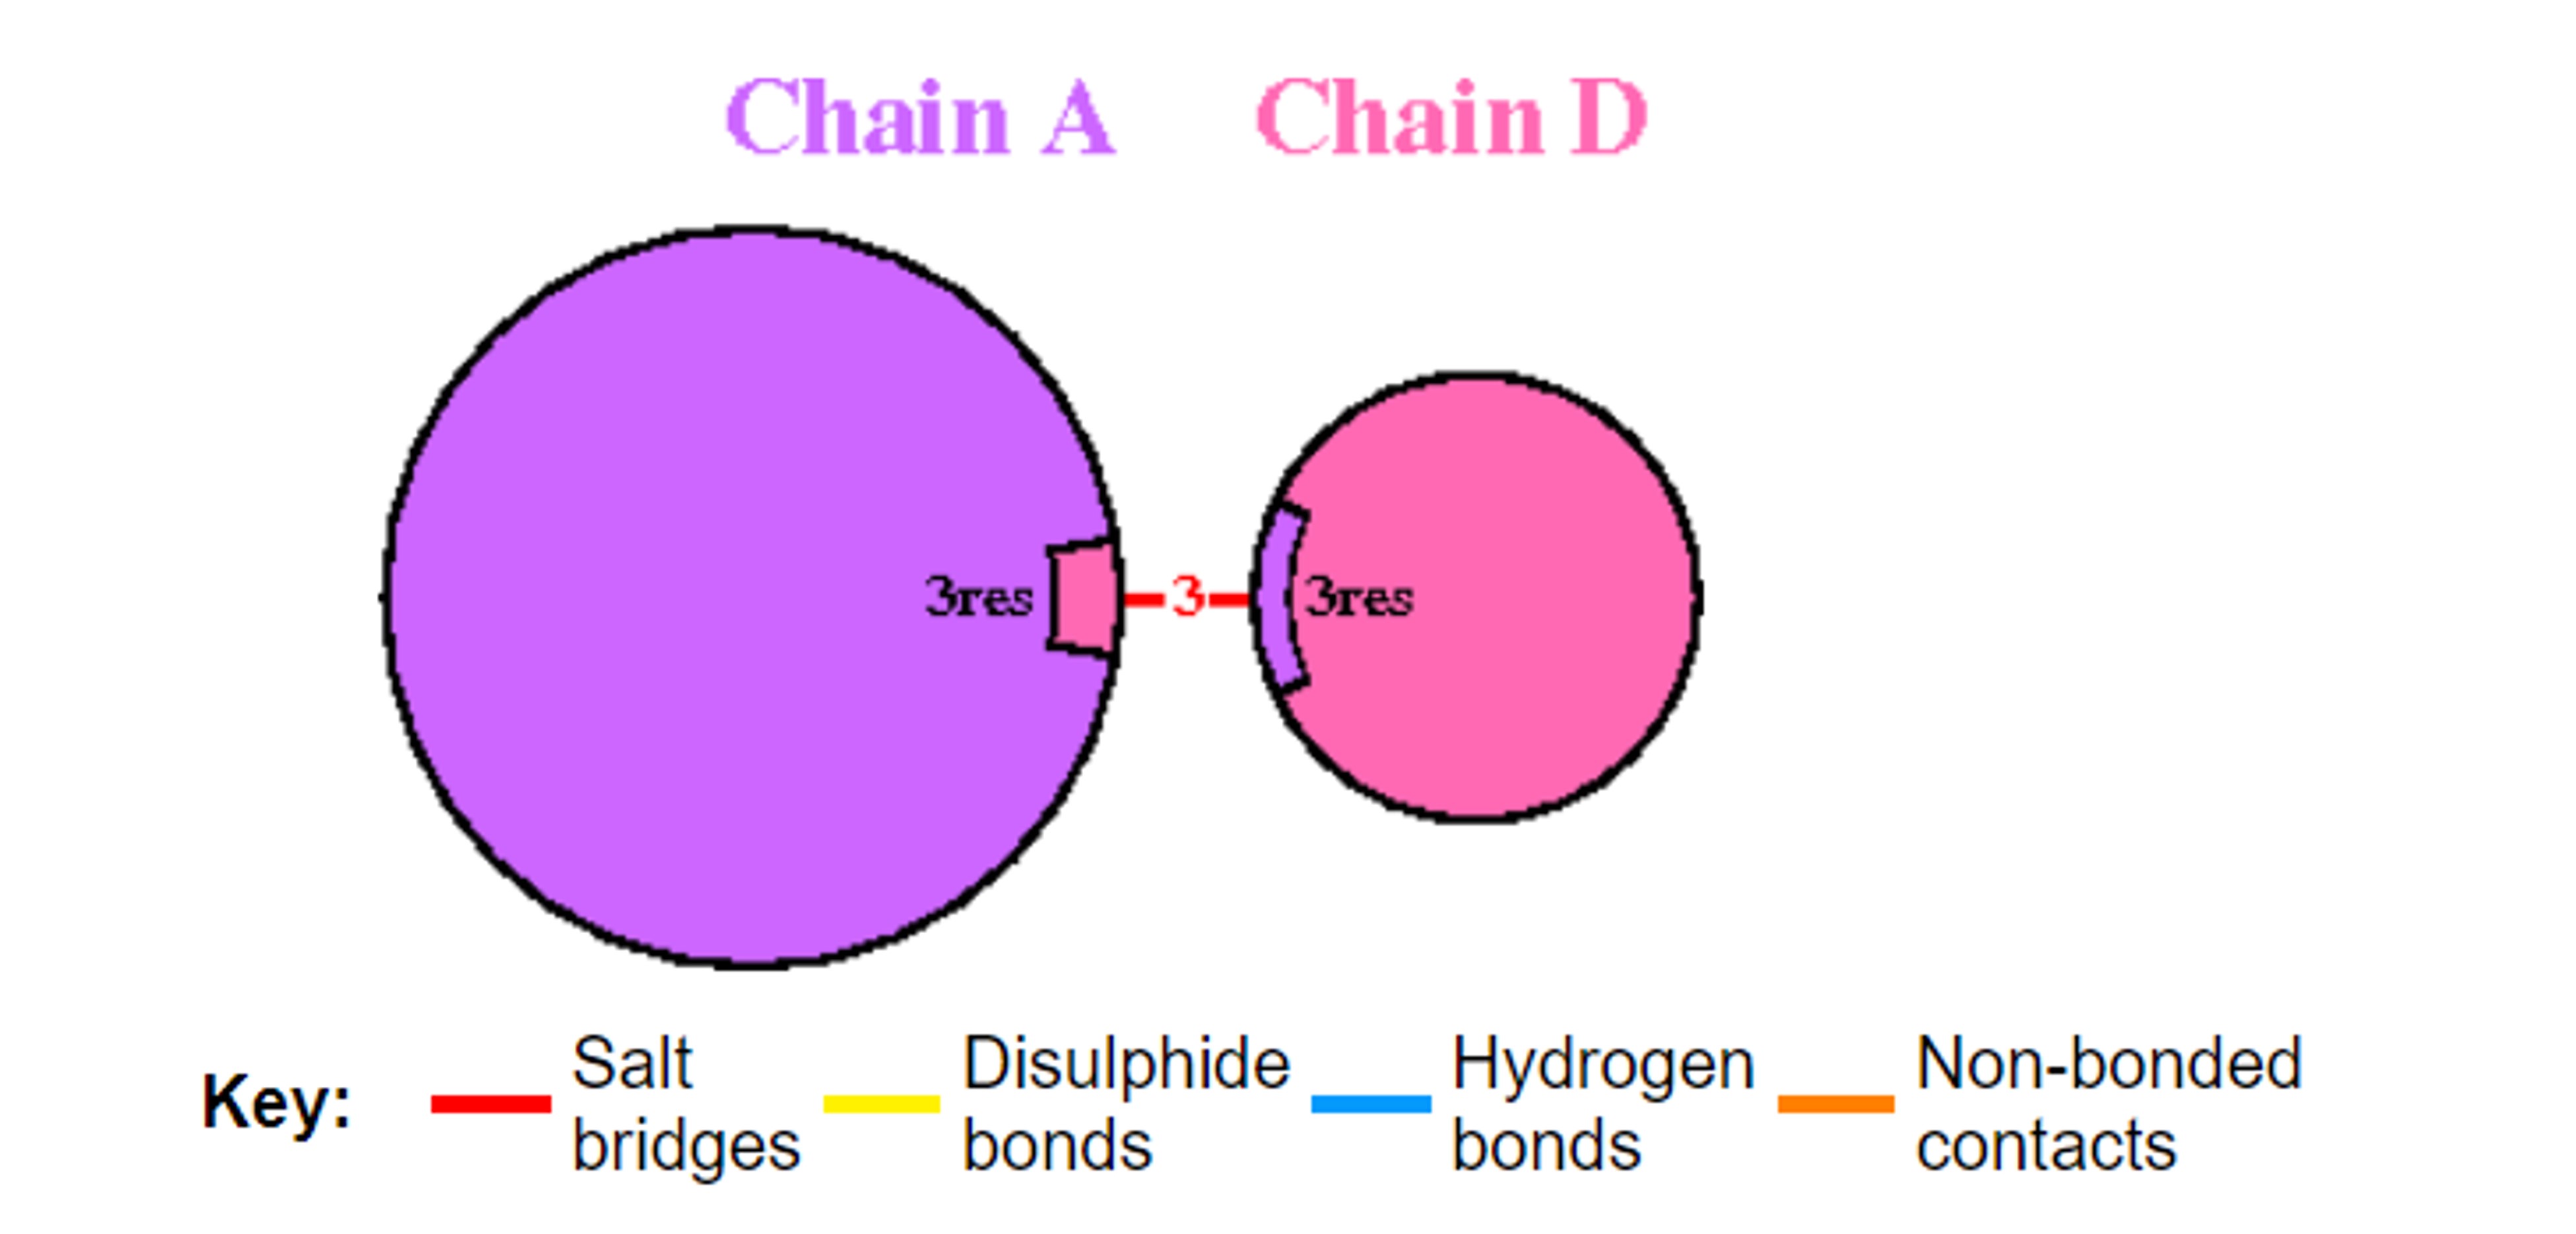 Chain A Chain D
3res 3 3res
Key: Salt bridges Disulphide bonds Hydrogen bonds Non-bonded contacts